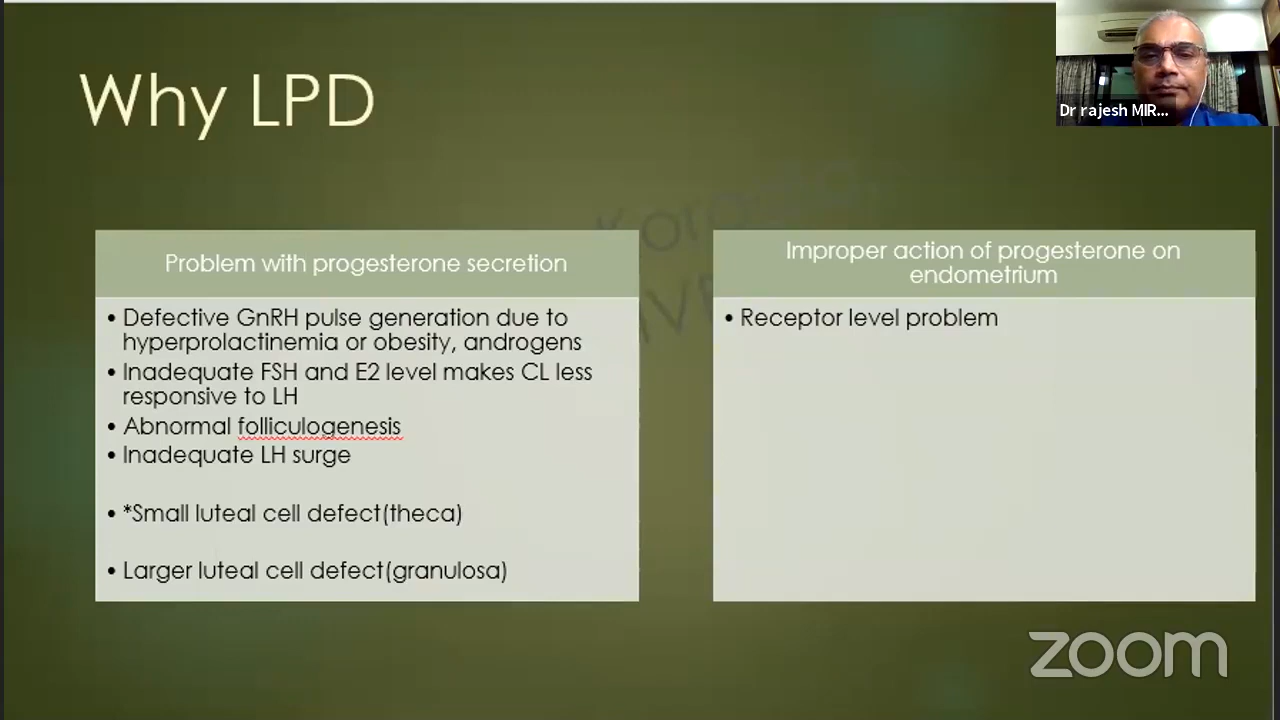 Why LPD
Dr rajesh MIR...
Problem with progesterone secretion
• Defective GnRH pulse generation due to
hyperprolactinemia or obesity, androgens
• Inadequate FSH and E2 level makes CL less
responsive to LH
• Abnormal folliculogenesis
• Inadequate LH surge
• *Small luteal cell defect(theca)
• Larger luteal cell defect(granulosa)
Improper action of progesterone on
endometrium
• Receptor level problem
zoom